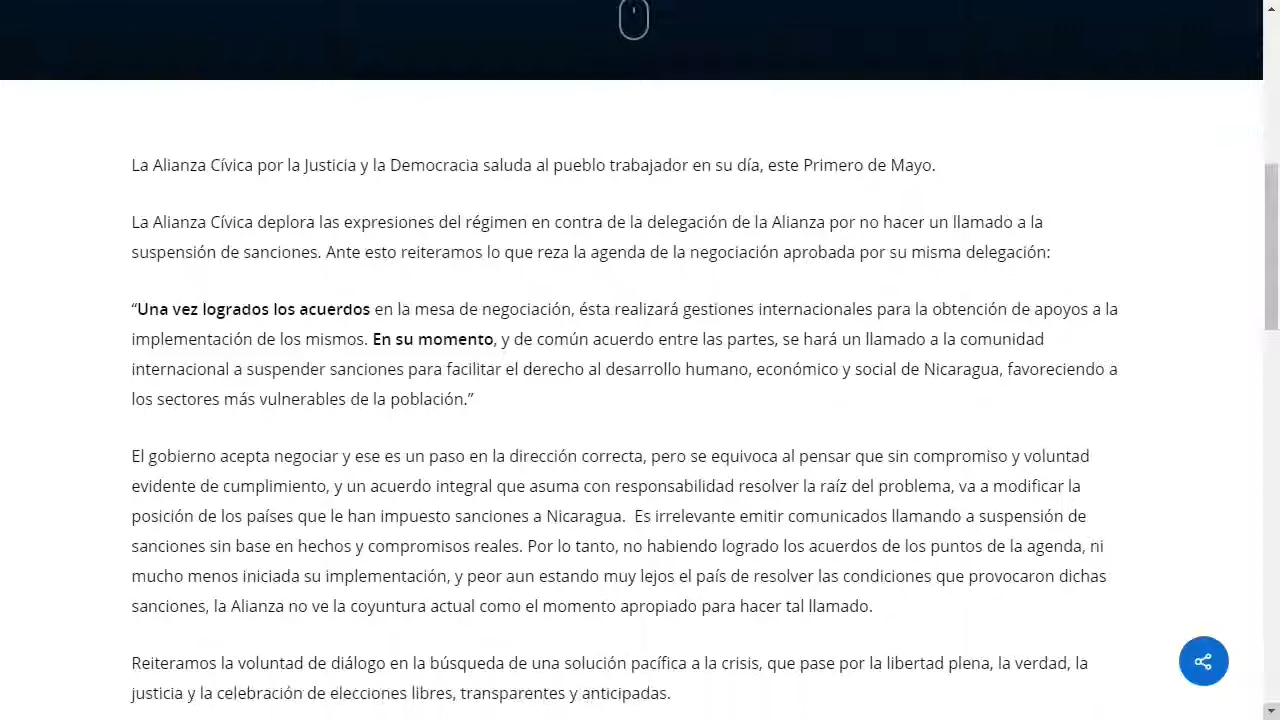 La Alianza Cívica por la Justicia y la Democracia saluda al pueblo trabajador en su día, este Primero de Mayo.
La Alianza Cívica deplora las expresiones del régimen en contra de la delegación de la Alianza por no hacer un llamado a la
suspensión de sanciones. Ante esto reiteramos lo que reza la agenda de la negociación aprobada por su misma delegación:
“Una vez logrados los acuerdos en la mesa de negociación, ésta realizará gestiones internacionales para la obtención de apoyos a la
implementación de los mismos. En su momento, y de común acuerdo entre las partes, se hará un llamado a la comunidad
internacional a suspender sanciones para facilitar el derecho al desarrollo humano, económico y social de Nicaragua, favoreciendo a
los sectores más vulnerables de la población.”
El gobierno acepta negociar y ese es un paso en la dirección correcta, pero se equivoca al pensar que sin compromiso y voluntad
evidente de cumplimiento, y un acuerdo integral que asuma con responsabilidad resolver la raíz del problema, va a modificar la
posición de los países que le han impuesto sanciones a Nicaragua.  Es irrelevante emitir comunicados llamando a suspensión de
sanciones sin base en hechos y compromisos reales. Por lo tanto, no habiendo logrado los acuerdos de los puntos de la agenda, ni
mucho menos iniciada su implementación, y peor aun estando muy lejos el país de resolver las condiciones que provocaron dichas
sanciones, la Alianza no ve la coyuntura actual como el momento apropiado para hacer tal llamado.
Reiteramos la voluntad de diálogo en la búsqueda de una solución pacífica a la crisis, que pase por la libertad plena, la verdad, la
justicia y la celebración de elecciones libres, transparentes y anticipadas.